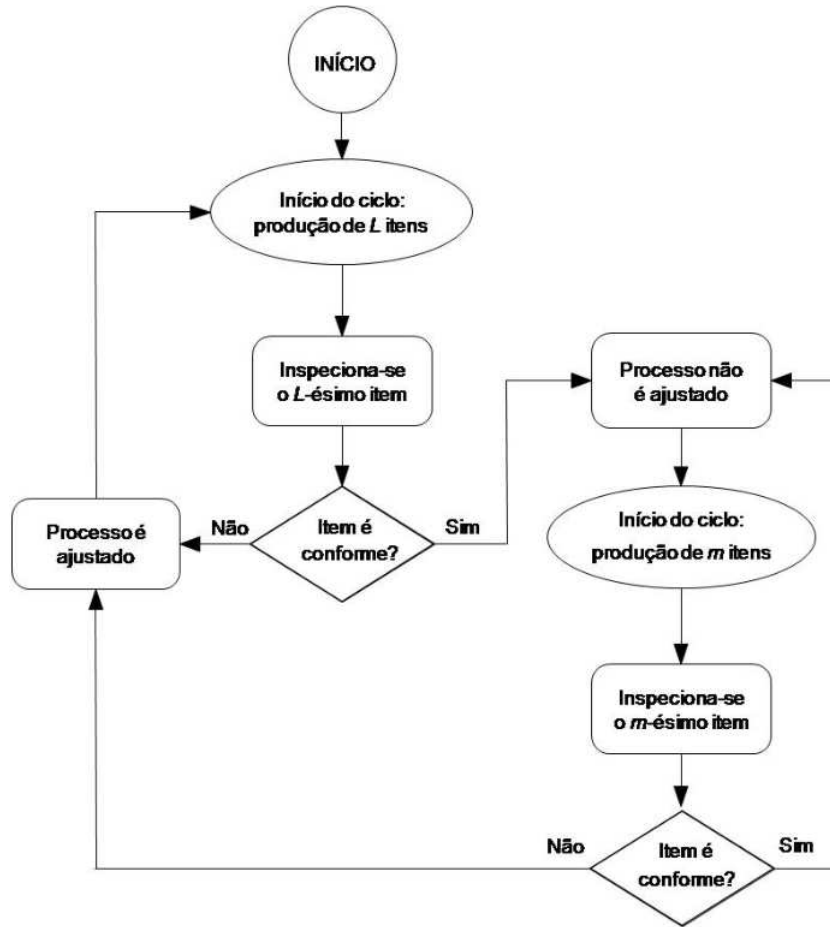 INÍCIO
Início do ciclo:
produção de L itens
Inspeciona-se
o L-ésimo item
Processo não
é ajustado
Processo é
ajustado
Não
Item é
conforme?
Sim
Início do ciclo:
produção de m itens
Inspeciona-se
o m-ésimo item
Não
Item é
conforme?
Sim